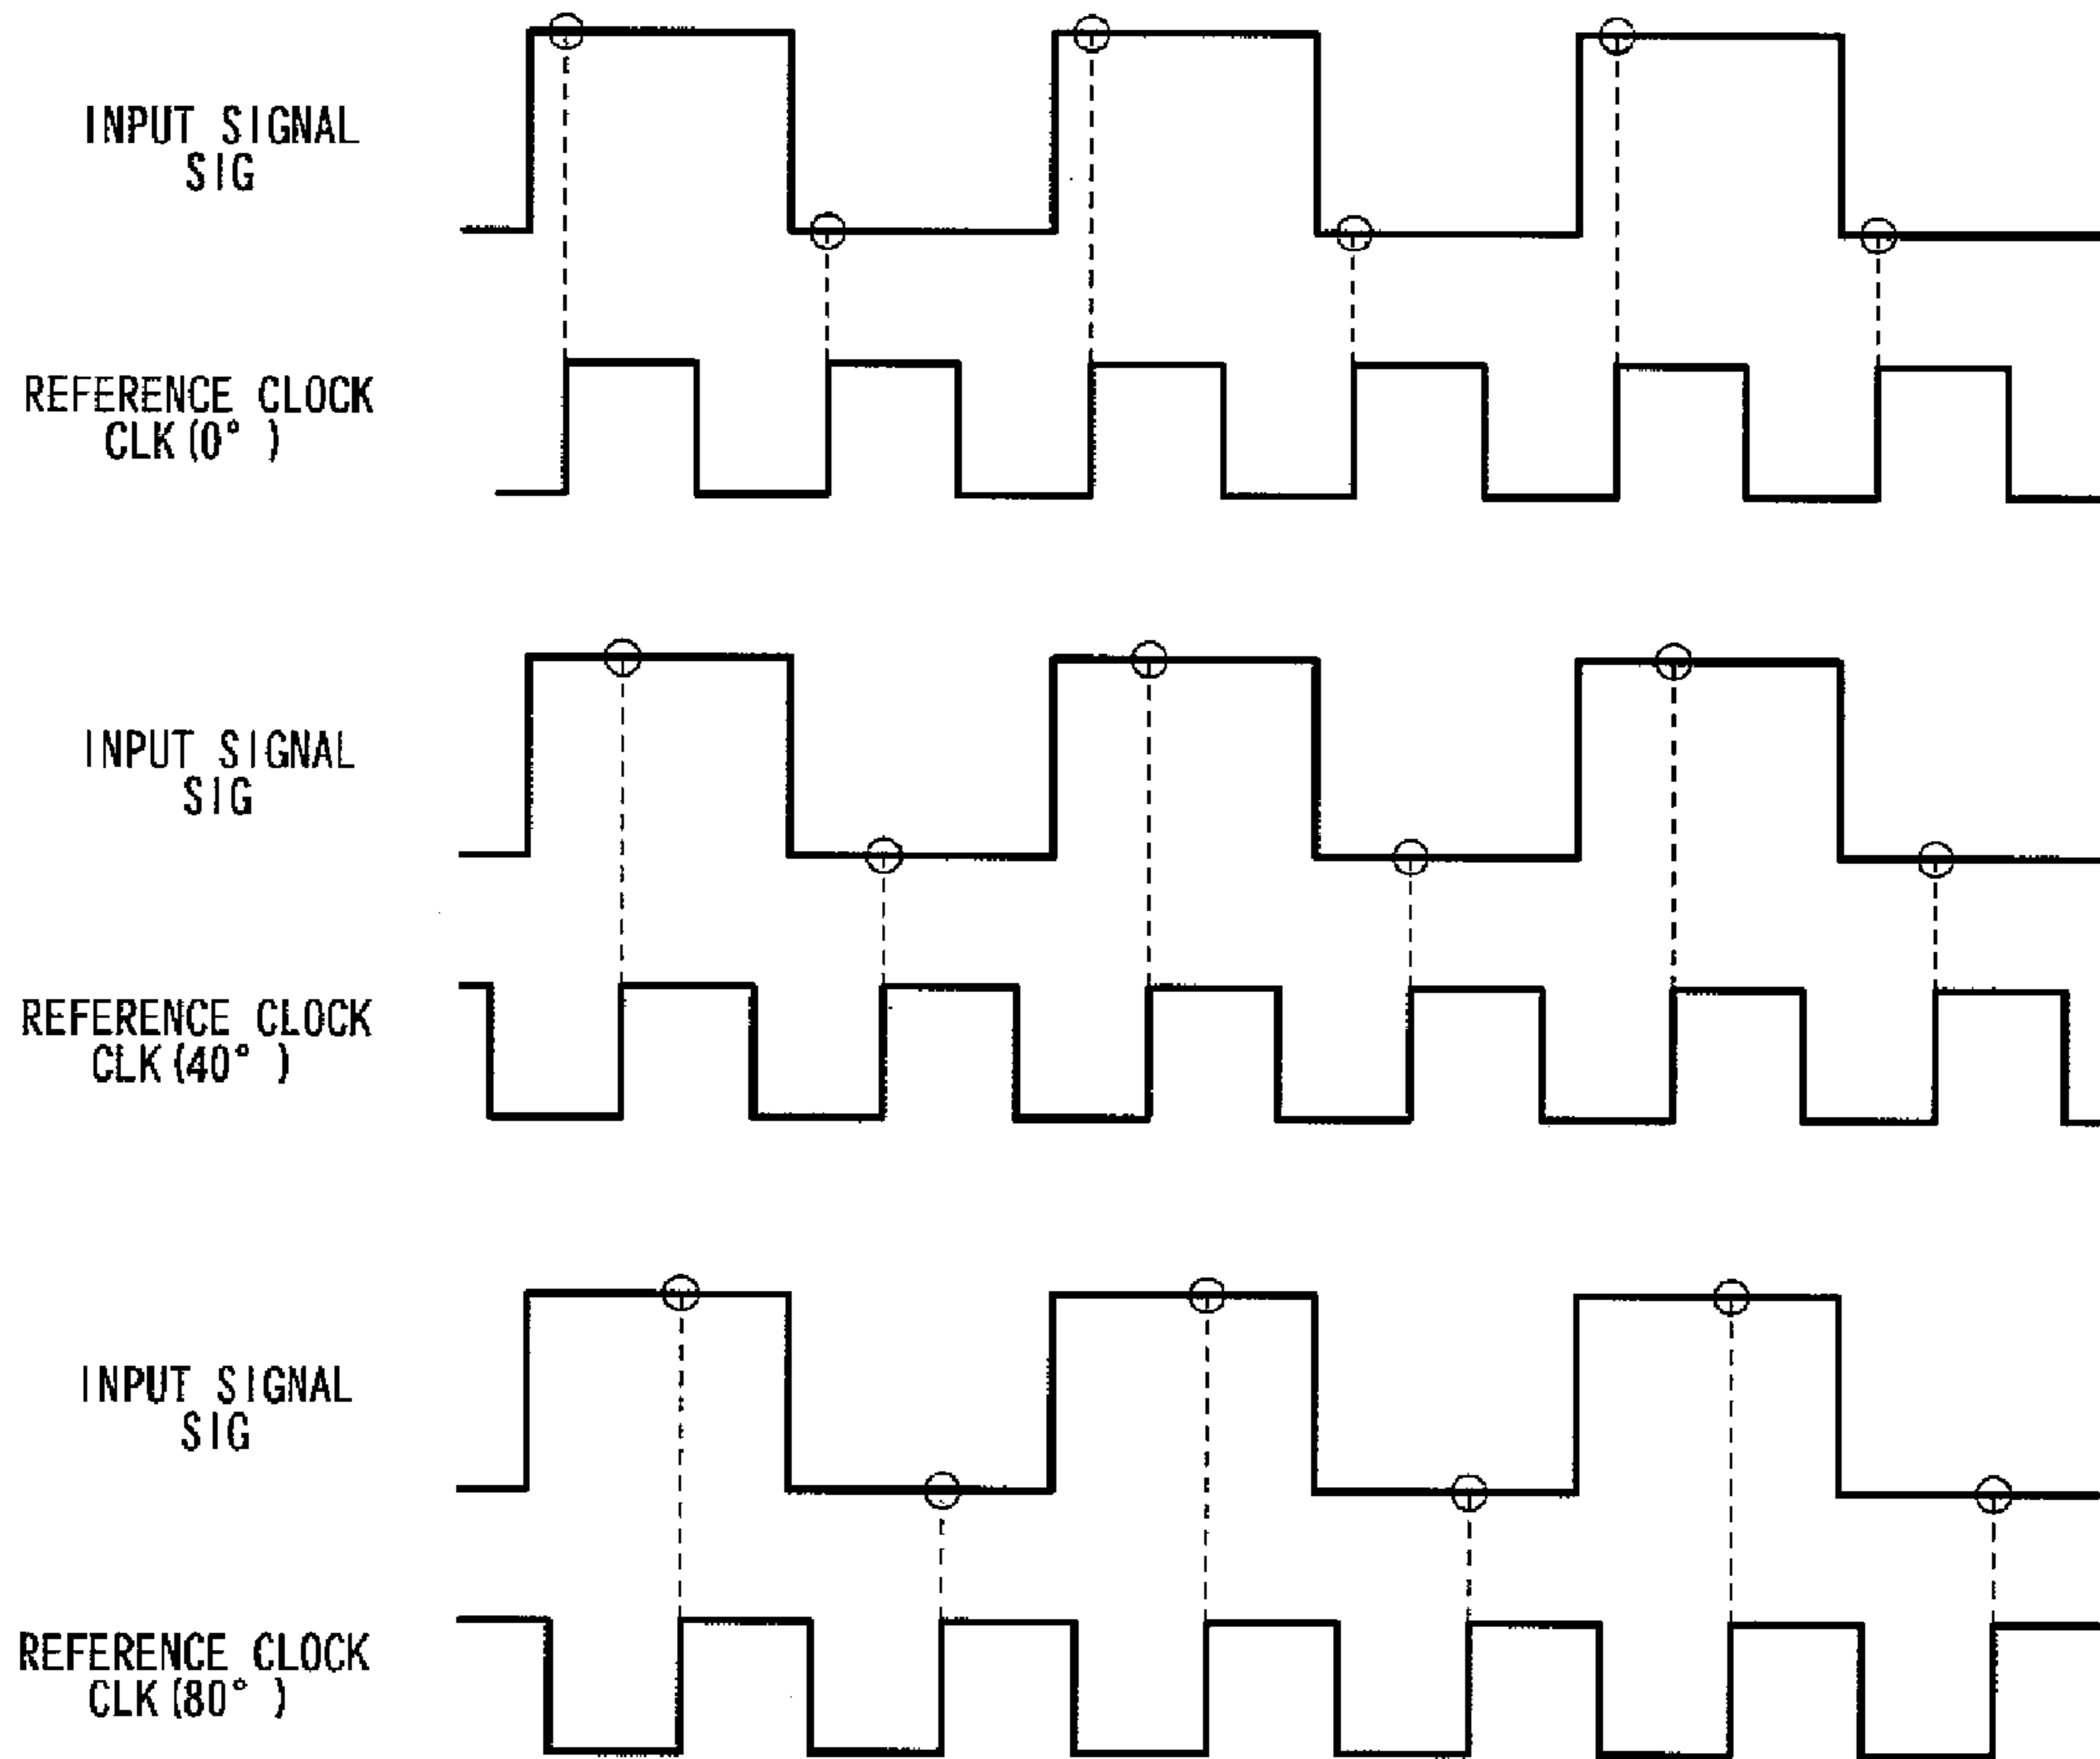 INPUT SIGNAL
SIG
REFERENCE CLOCK
CLK(0°)
INPUT SIGNAL
SIG
REFERENCE CLOCK
CLK(40°)
INPUT SIGNAL
SIG
REFERENCE CLOCK
CLK(80°)